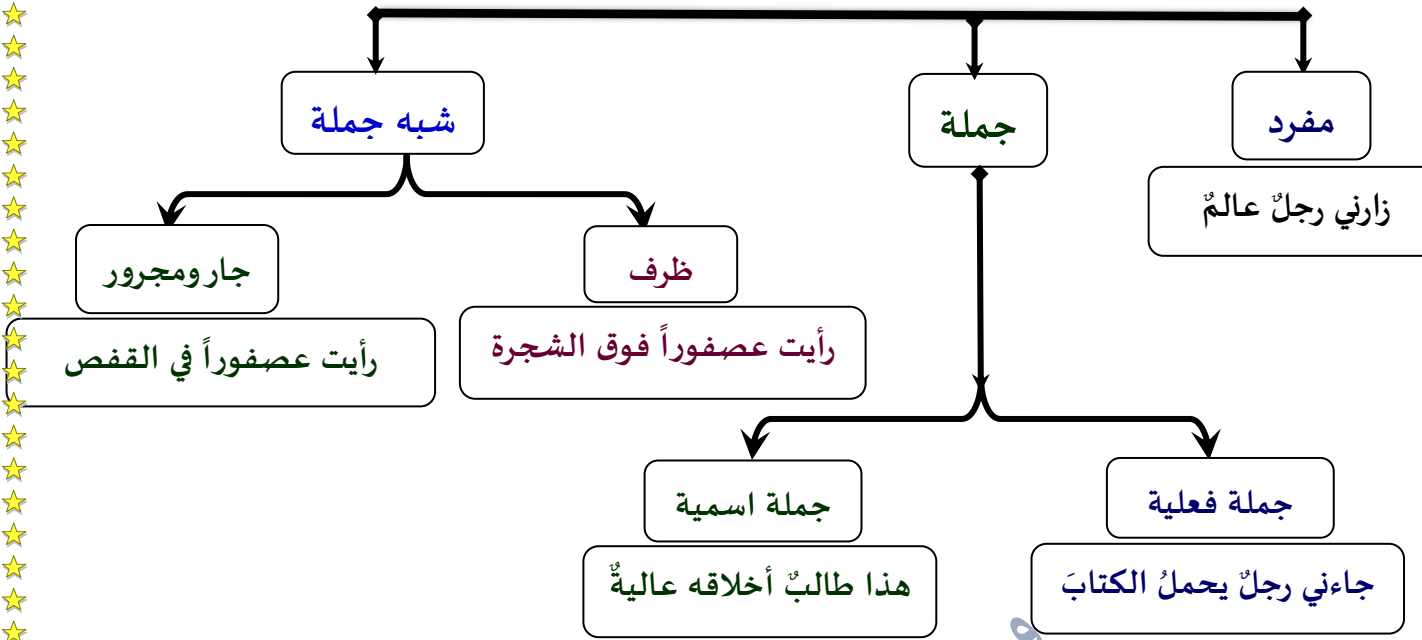 مفرد
زارني رجلٌ عالمٌ
جملة
جملة فعلية
جاءني رجلٌ يحملُ الكتابَ
جملة اسمية
هذا طالبٌ أخلاقه عاليةٌ
شبه جملة
ظرف
رأيت عصفوراً فوق الشجرة
جار ومجرور
رأيت عصفوراً في القفص